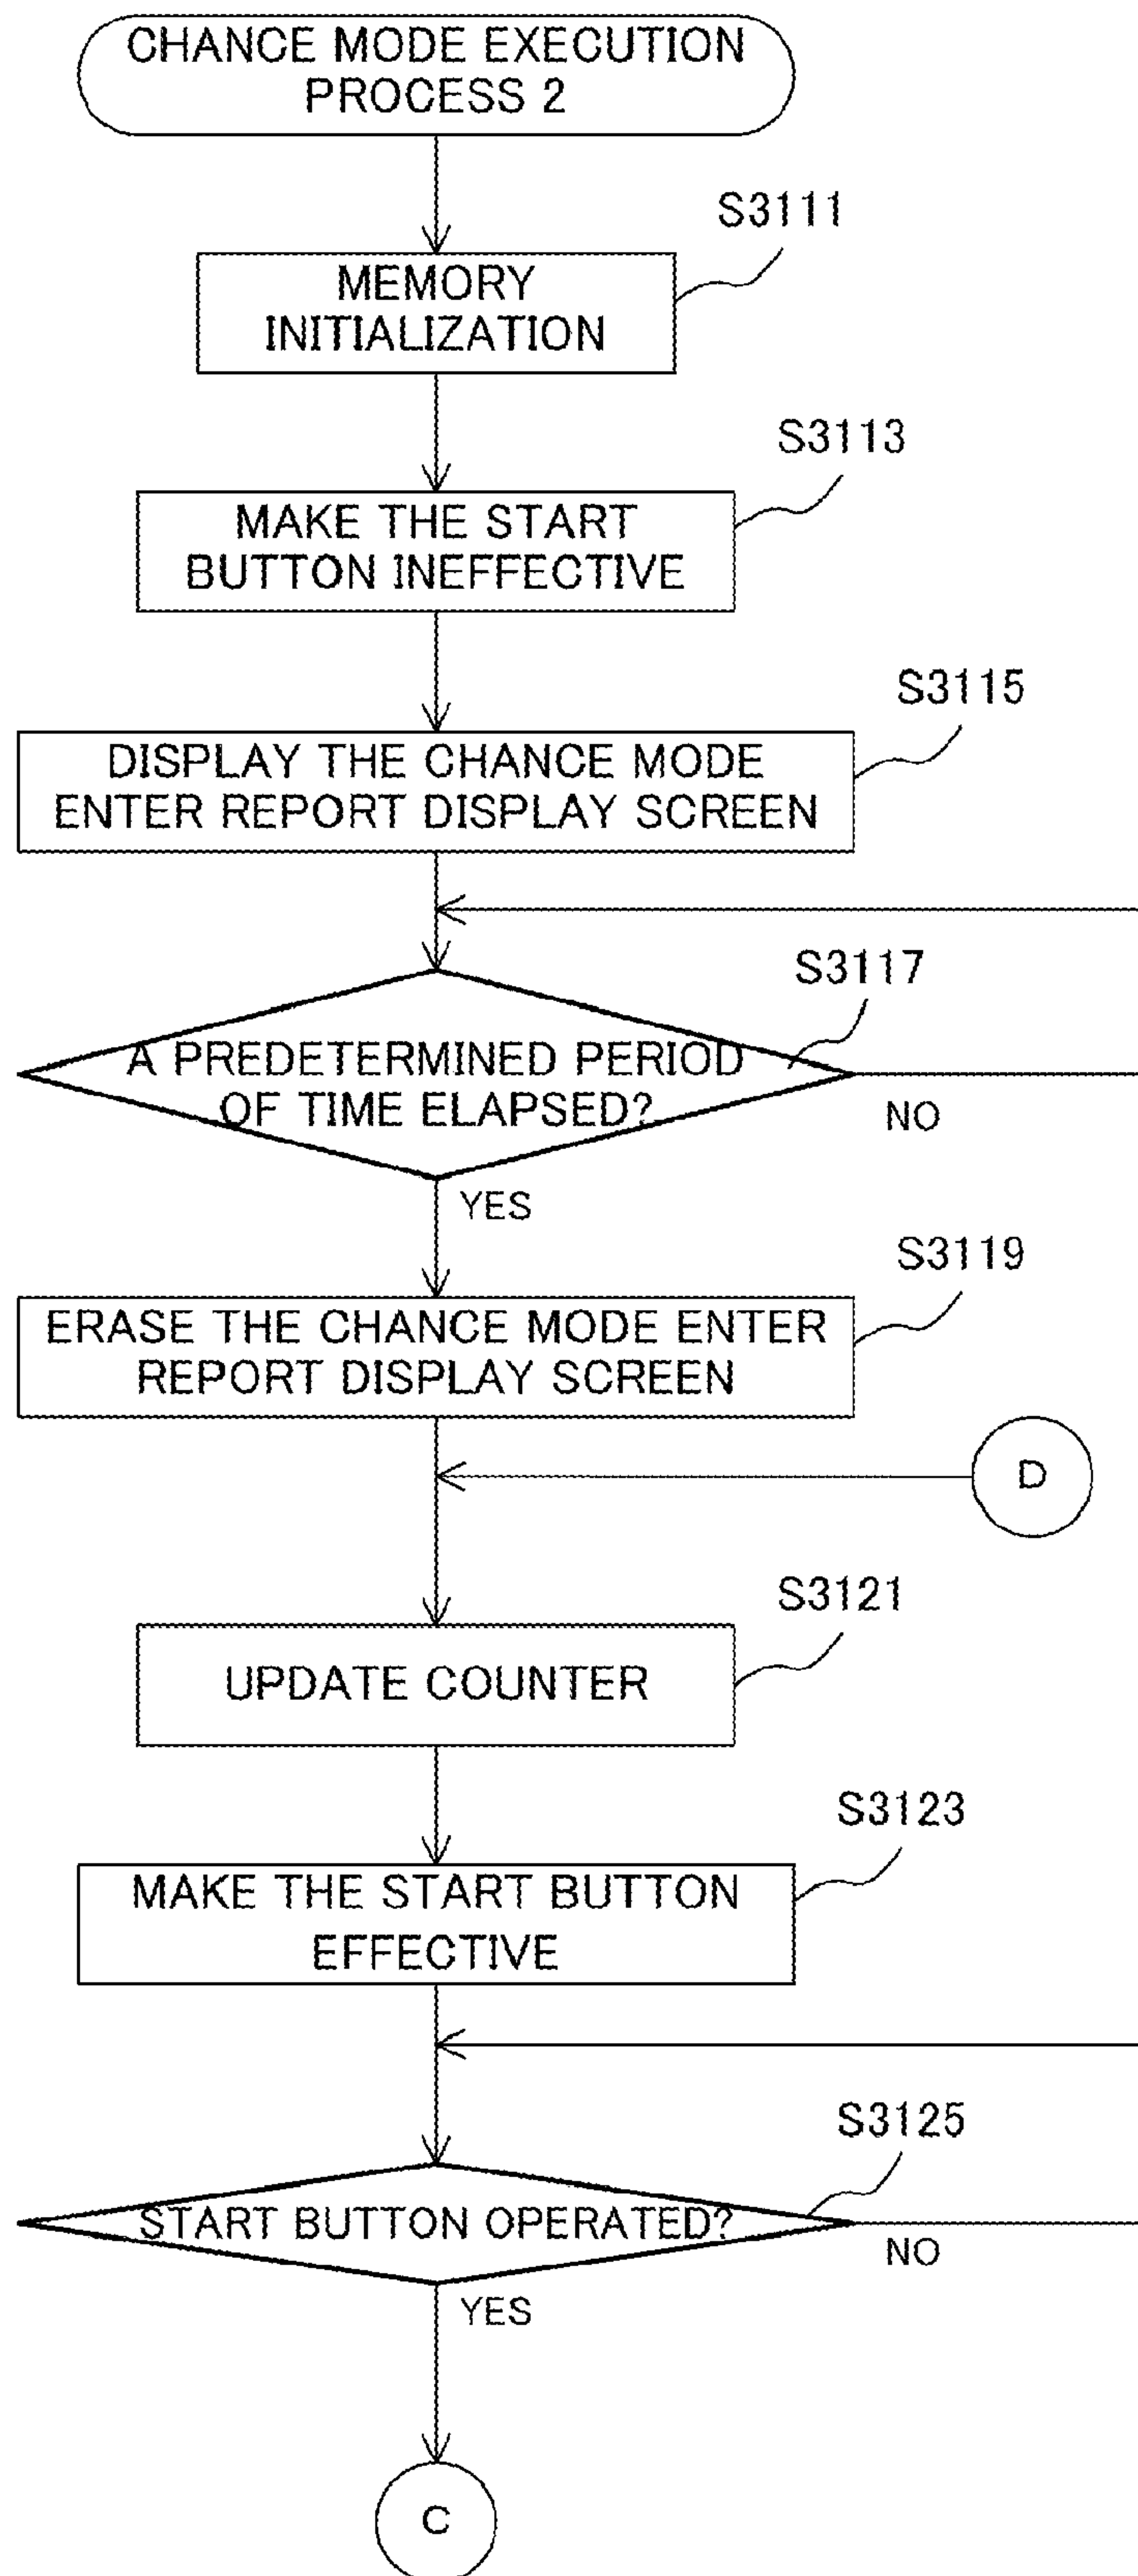 CHANCE MODE EXECUTION
PROCESS 2
S3111
MEMORY
INITIALIZATION
S3113
MAKE THE START
BUTTON INEFFECTIVE
S3115
DISPLAY THE CHANCE MODE
ENTER REPORT DISPLAY SCREEN
S3117
A PREDETERMINED PERIOD
OF TIME ELAPSED?
NO
YES
S3119
ERASE THE CHANCE MODE ENTER
REPORT DISPLAY SCREEN
D
S3121
UPDATE COUNTER
S3123
MAKE THE START BUTTON
EFFECTIVE
S3125
START BUTTON OPERATED?
NO
YES
C